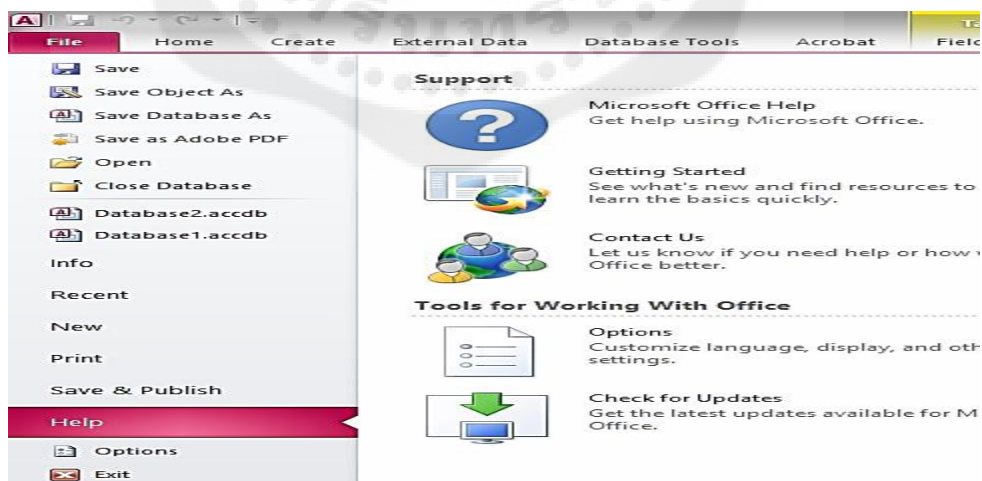 File Home Create External Data Database Tools Acrobat
Save
Save Object As
Save Database As
Save as Adobe PDF
Open
Close Database
Database2.accdb
Database1.accdb
Info
Recent
New
Print
Save & Publish
Help
Options
Exit
Support
Microsoft Office Help
Get help using Microsoft Office.
Getting Started
See what's new and find resources to
learn the basics quickly.
Contact Us
Let us know if you need help or how
Office better.
Tools for Working With Office
Options
Customize language, display, and oth
settings.
Check for Updates
Get the latest updates available for M
Office.